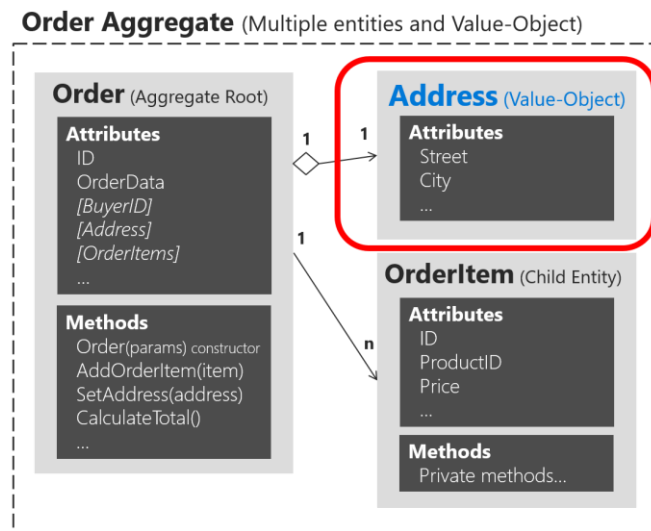 Order Aggregate (Multiple entities and Value-Object)
Order (Aggregate Root)
Attributes
ID
OrderData
[BuyerID]
[Address]
[OrderItems]
...
Methods
Order(params) constructor
AddOrderItem(item)
SetAddress(address)
CalculateTotal()
...
1
1
1
n
Address (Value-Object)
Attributes
Street
City
...
OrderItem (Child Entity)
Attributes
ID
ProductID
Price
...
Methods
Private methods...